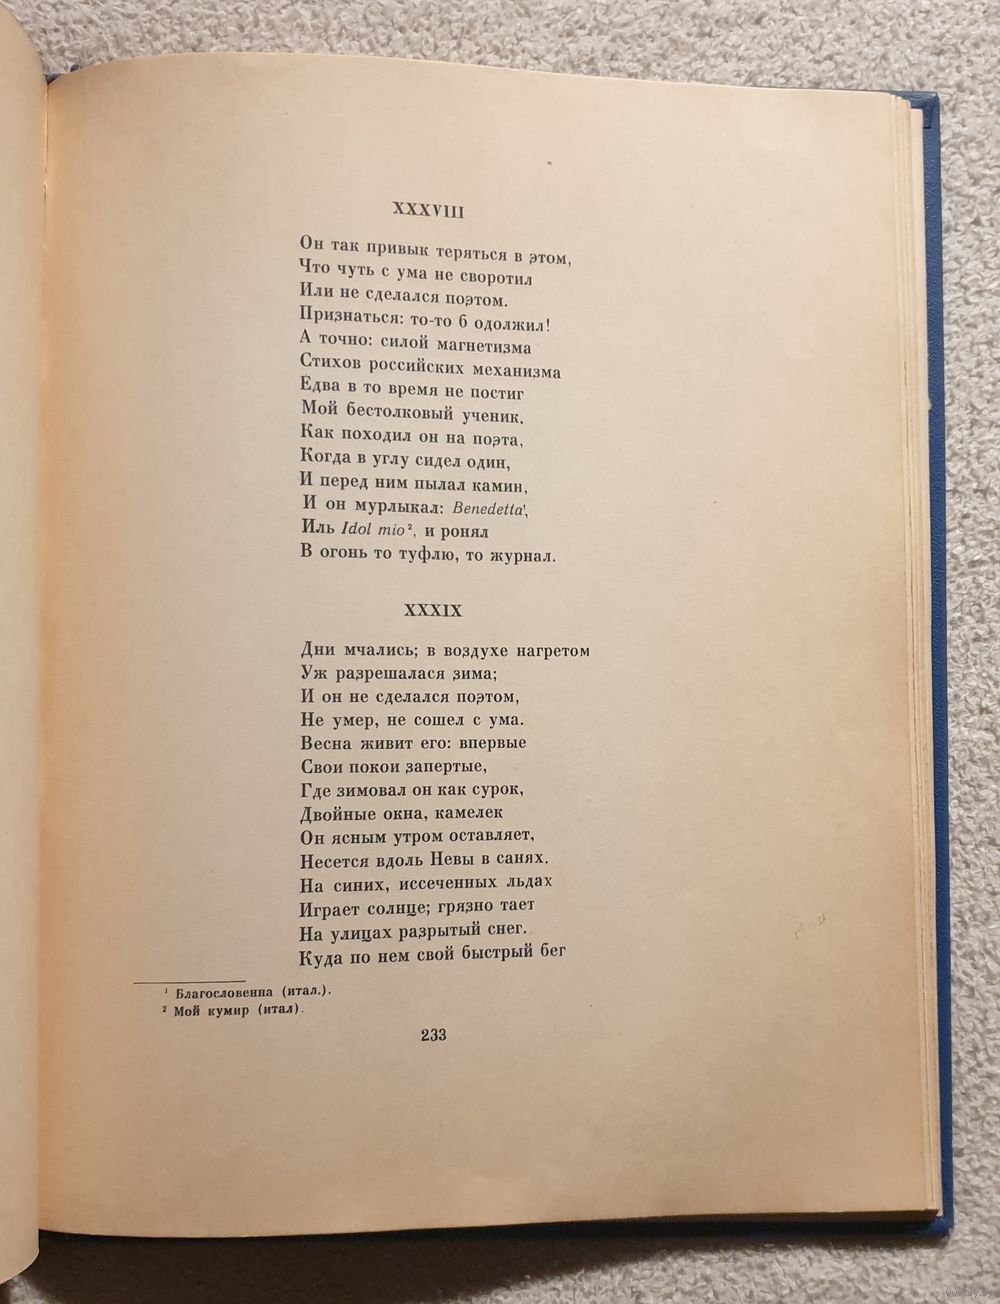 XXXVIII
Он так привык теряться в этом,
Что чуть с ума не своротил
Или не сделался поэтом.
Признаться: то-то б одолжил!
А точно: силой магнетизма
Стихов российских механизма
Едва в то время не постиг
Мой бестолковый ученик.
Как походил он на поэта,
Когда в углу сидел один,
И перед ним пылал камин,
И он мурлыкал: Benedetta¹,
Иль Idol mio², и ронял
В огонь то туфлю, то журнал.
XXXIX
Дни мчались; в воздухе нагретом
Уж разрешалася зима;
И он не сделался поэтом,
Не умер, не сошел с ума.
Весна живит его: впервые
Свои покои запертые,
Где зимовал он как сурок,
Двойные окна, камелек
Он ясным утром оставляет,
Несется вдоль Невы в санях.
На синих, иссеченных льдах
Играет солнце; грязно тает
На улицах разрытый снег.
Куда по нем свой быстрый бег
¹ Благословенна (итал.).
² Мой кумир (итал).
233
www.ay.by